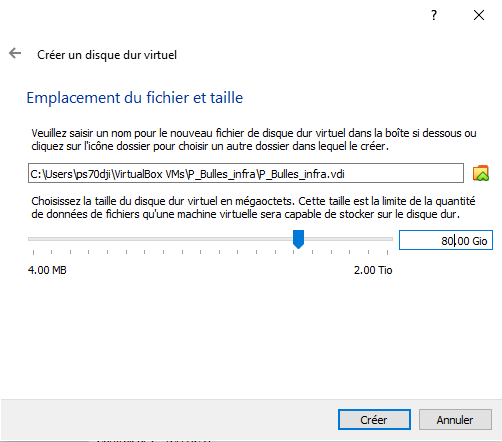 ?
Créer un disque dur virtuel
Emplacement du fichier et taille
Veuillez saisir un nom pour le nouveau fichier de disque dur virtuel dans la boîte si dessous ou
cliquez sur l'icône dossier pour choisir un autre dossier dans lequel le créer.
C:\Users\ps70dji\VirtualBox VMs\P_Bulles_infra\P_Bulles_infra.vdi
Choisissez la taille du disque dur virtuel en mégaoctets. Cette taille est la limite de la quantité
de données de fichiers qu'une machine virtuelle sera capable de stocker sur le disque dur.
80,00 Gio
4.00 MB 2.00 Tio
Créer Annuler